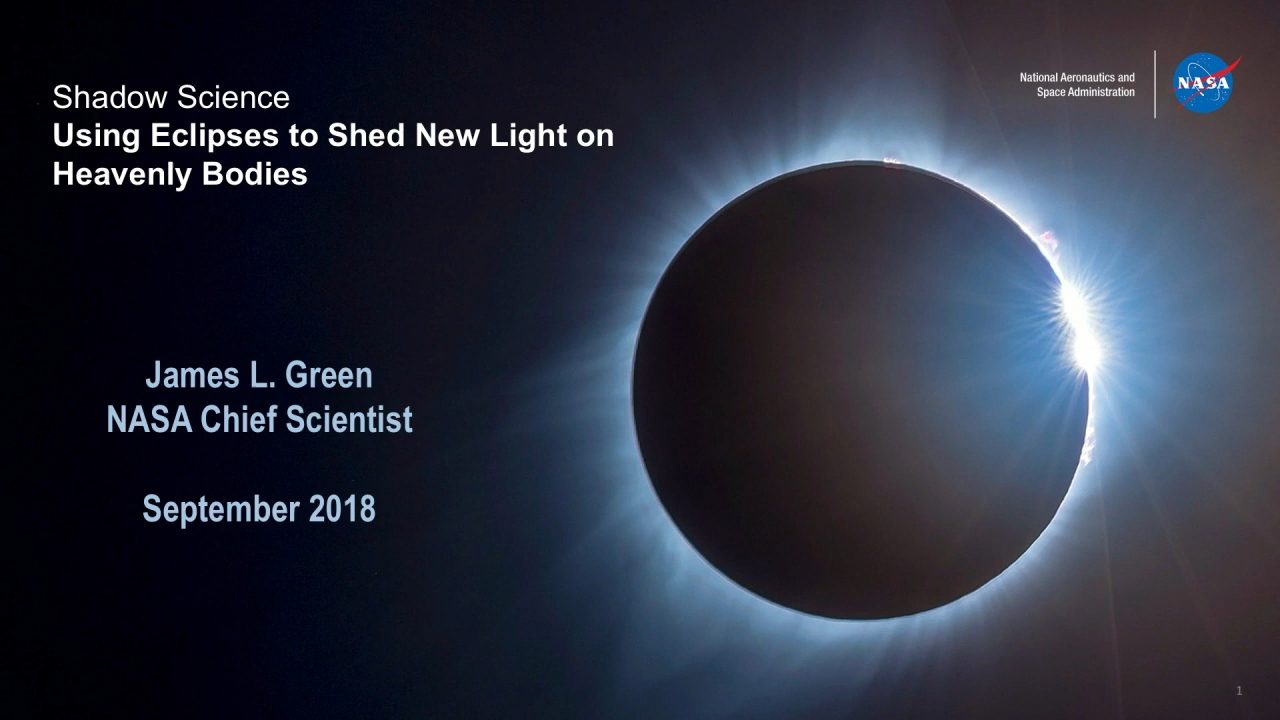 Shadow Science
Using Eclipses to Shed New Light on
Heavenly Bodies
National Aeronautics and
Space Administration
NASA
James L. Green
NASA Chief Scientist
September 2018
1